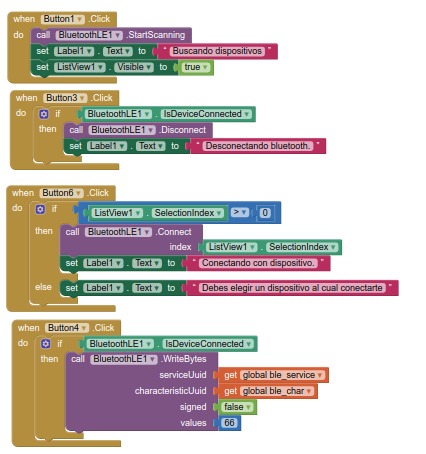 when Button1 .Click
do call BluetoothLE1 .StartScanning
set Label1 . Text to " Buscando dispositivos "
set ListView1 . Visible to true
when Button3 .Click
do if BluetoothLE1 . IsDeviceConnected
then call BluetoothLE1 .Disconnect
set Label1 . Text to " Desconectando bluetooth. "
when Button6 .Click
do if ListView1 . SelectionIndex > 0
then call BluetoothLE1 .Connect
index ListView1 . SelectionIndex
set Label1 . Text to " Conectando con dispositivo. "
else set Label1 . Text to " Debes elegir un dispositivo al cual conectarte "
when Button4 .Click
do if BluetoothLE1 . IsDeviceConnected
then call BluetoothLE1 .WriteBytes
serviceUuid get global ble_service
characteristicUuid get global ble_char
signed false
values 66